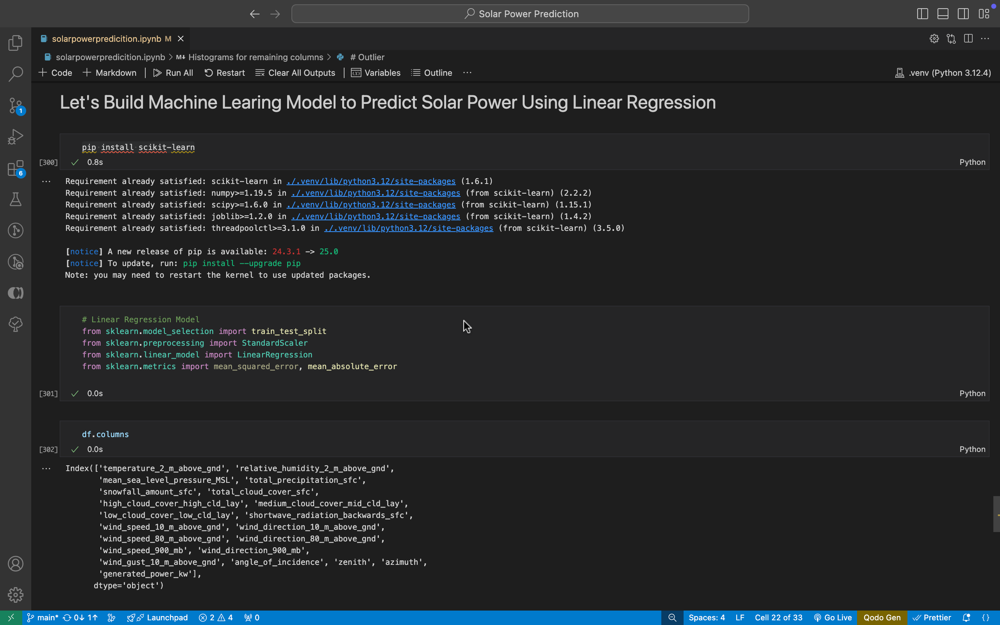 Solar Power Prediction
solarpowerpredicition.ipynb M
solarpowerpredicition.ipynb > M↓ Histograms for remaining columns > # Outlier
+ Code + Markdown | Run All Restart Clear All Outputs | Variables Outline ...
.venv (Python 3.12.4)
Let's Build Machine Learing Model to Predict Solar Power Using Linear Regression
pip install scikit-learn
[300] ✓ 0.8s Python
... Requirement already satisfied: scikit-learn in ./.venv/lib/python3.12/site-packages (1.6.1)
Requirement already satisfied: numpy>=1.19.5 in ./.venv/lib/python3.12/site-packages (from scikit-learn) (2.2.2)
Requirement already satisfied: scipy>=1.6.0 in ./.venv/lib/python3.12/site-packages (from scikit-learn) (1.15.1)
Requirement already satisfied: joblib>=1.2.0 in ./.venv/lib/python3.12/site-packages (from scikit-learn) (1.4.2)
Requirement already satisfied: threadpoolctl>=3.1.0 in ./.venv/lib/python3.12/site-packages (from scikit-learn) (3.5.0)
[notice] A new release of pip is available: 24.3.1 -> 25.0
[notice] To update, run: pip install --upgrade pip
Note: you may need to restart the kernel to use updated packages.
# Linear Regression Model
from sklearn.model_selection import train_test_split
from sklearn.preprocessing import StandardScaler
from sklearn.linear_model import LinearRegression
from sklearn.metrics import mean_squared_error, mean_absolute_error
[301] ✓ 0.0s Python
df.columns
[302] ✓ 0.0s Python
... Index(['temperature_2_m_above_gnd', 'relative_humidity_2_m_above_gnd',
'mean_sea_level_pressure_MSL', 'total_precipitation_sfc',
'snowfall_amount_sfc', 'total_cloud_cover_sfc',
'high_cloud_cover_high_cld_lay', 'medium_cloud_cover_mid_cld_lay',
'low_cloud_cover_low_cld_lay', 'shortwave_radiation_backwards_sfc',
'wind_speed_10_m_above_gnd', 'wind_direction_10_m_above_gnd',
'wind_speed_80_m_above_gnd', 'wind_direction_80_m_above_gnd',
'wind_speed_900_mb', 'wind_direction_900_mb',
'wind_gust_10_m_above_gnd', 'angle_of_incidence', 'zenith', 'azimuth',
'generated_power_kw'],
dtype='object')
1
6
main* 0↓ 1↑ Launchpad 2 4 0 Spaces: 4 LF Cell 22 of 33 Go Live Qodo Gen Prettier {}